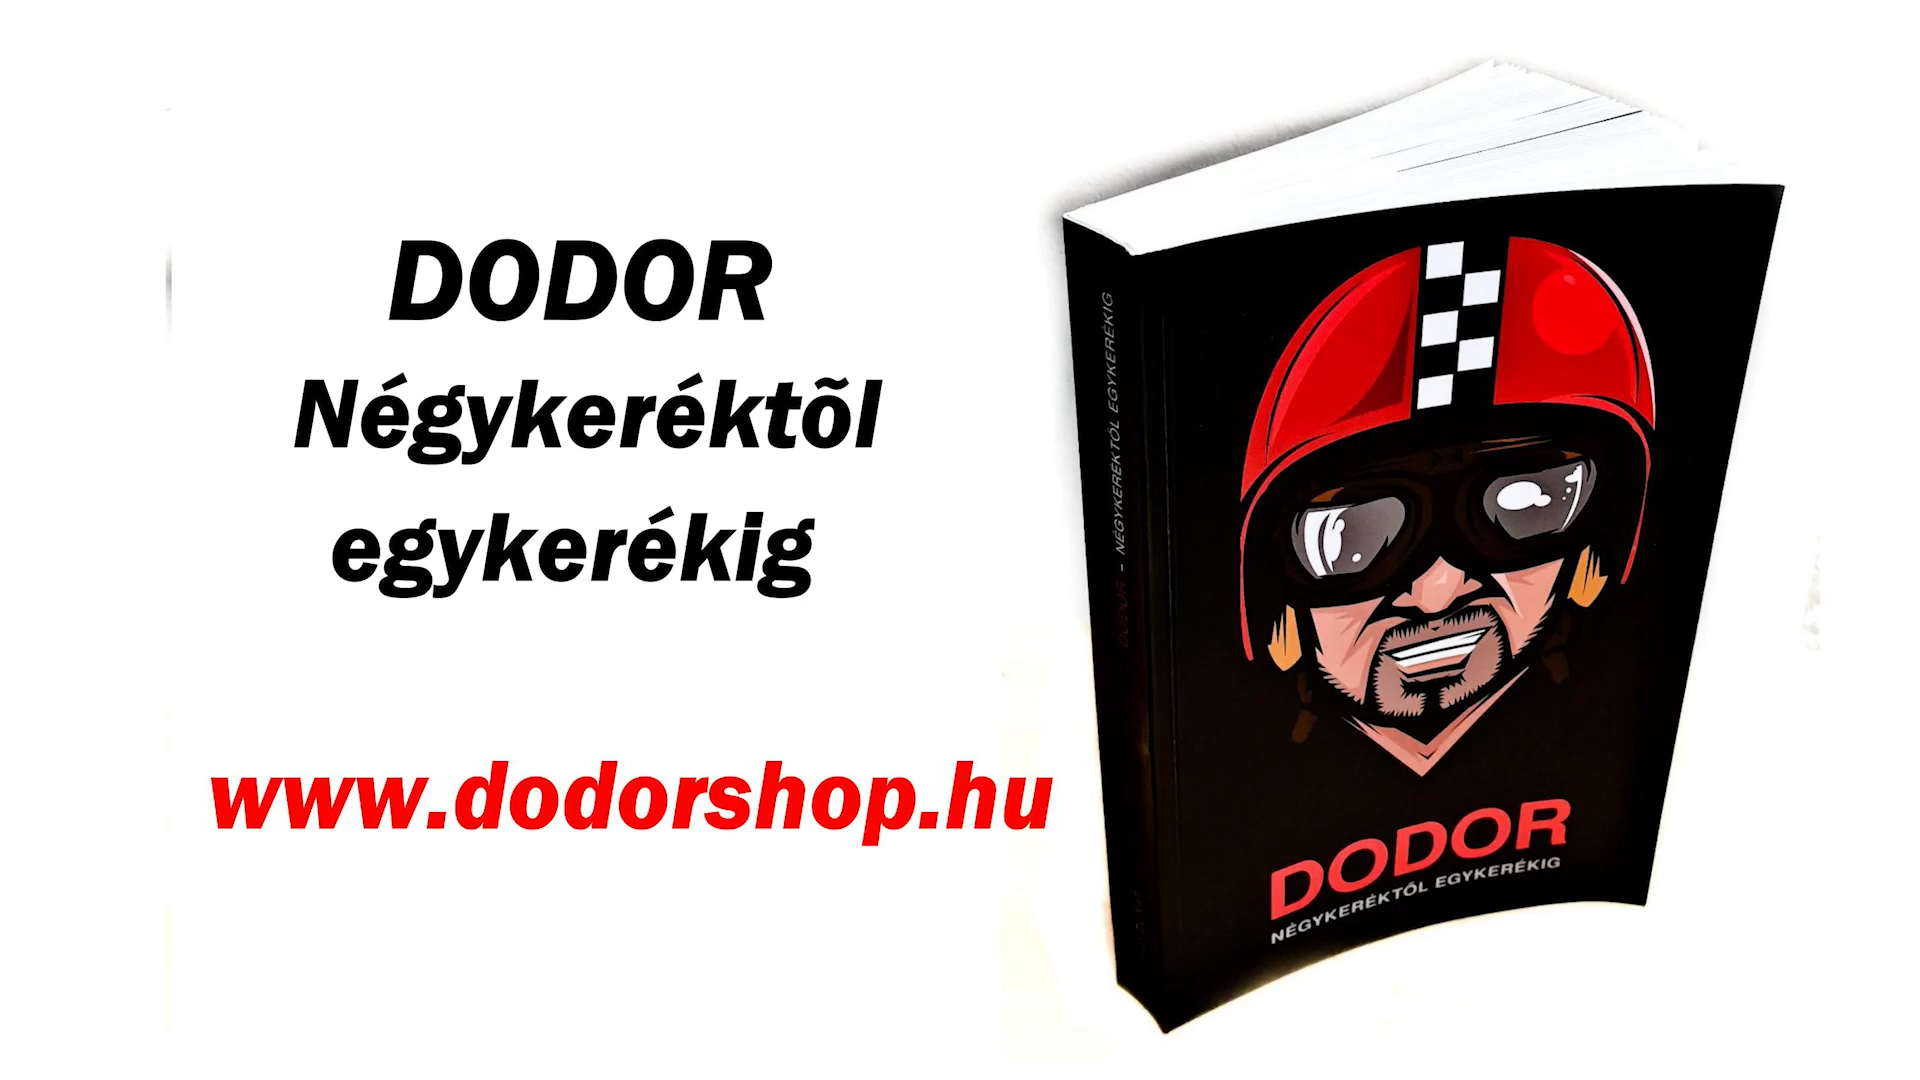 DODOR
Négykeréktõl
egykerékig
www.dodorshop.hu
DODOR - NÉGYKERÉKTŐL EGYKERÉKIG
DODOR
NÉGYKERÉKTŐL EGYKERÉKIG